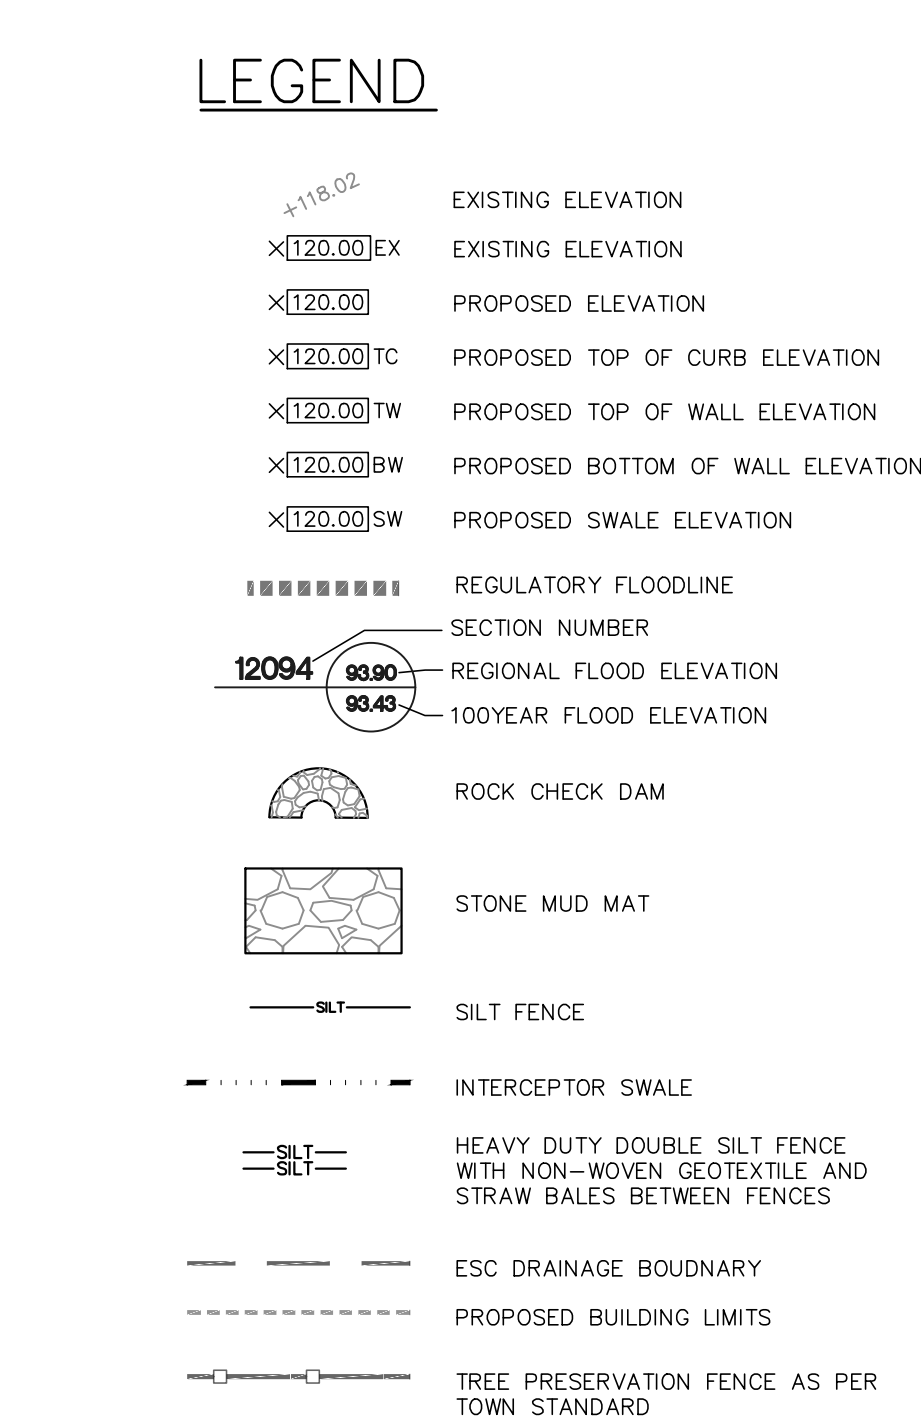 LEGEND
+118.02 EXISTING ELEVATION
X 120.00 EX EXISTING ELEVATION
X 120.00 PROPOSED ELEVATION
X 120.00 TC PROPOSED TOP OF CURB ELEVATION
X 120.00 TW PROPOSED TOP OF WALL ELEVATION
X 120.00 BW PROPOSED BOTTOM OF WALL ELEVATION
X 120.00 SW PROPOSED SWALE ELEVATION
REGULATORY FLOODLINE
SECTION NUMBER
12094 93.90 REGIONAL FLOOD ELEVATION
93.43 100YEAR FLOOD ELEVATION
ROCK CHECK DAM
STONE MUD MAT
SILT SILT FENCE
INTERCEPTOR SWALE
SILT HEAVY DUTY DOUBLE SILT FENCE
SILT WITH NON-WOVEN GEOTEXTILE AND
STRAW BALES BETWEEN FENCES
ESC DRAINAGE BOUDNARY
PROPOSED BUILDING LIMITS
TREE PRESERVATION FENCE AS PER
TOWN STANDARD